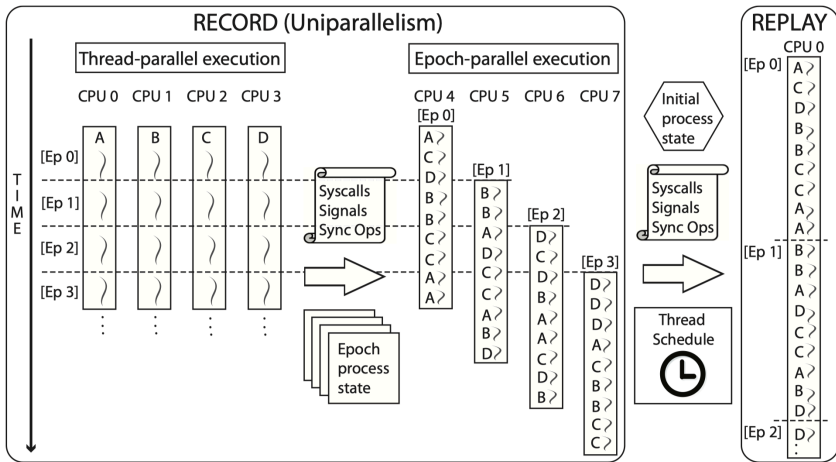 RECORD (Uniparallelism)
Thread-parallel execution
CPU 0 CPU 1 CPU 2 CPU 3
A B C D
[Ep 0]
[Ep 1]
[Ep 2]
[Ep 3]
TIME
Syscalls
Signals
Sync Ops
Epoch
process
state
Epoch-parallel execution
CPU 4 CPU 5 CPU 6 CPU 7
[Ep 0]
A
C
D
B
B
C
C
A
A
[Ep 1]
B
B
A
D
C
C
A
B
D
[Ep 2]
D
C
D
B
A
A
C
D
B
[Ep 3]
D
D
D
A
C
B
B
C
C
Initial
process
state
Syscalls
Signals
Sync Ops
Thread
Schedule
REPLAY
CPU 0
[Ep 0]
A
C
D
B
B
C
C
A
A
[Ep 1]
B
B
A
D
C
C
A
B
D
[Ep 2]
D